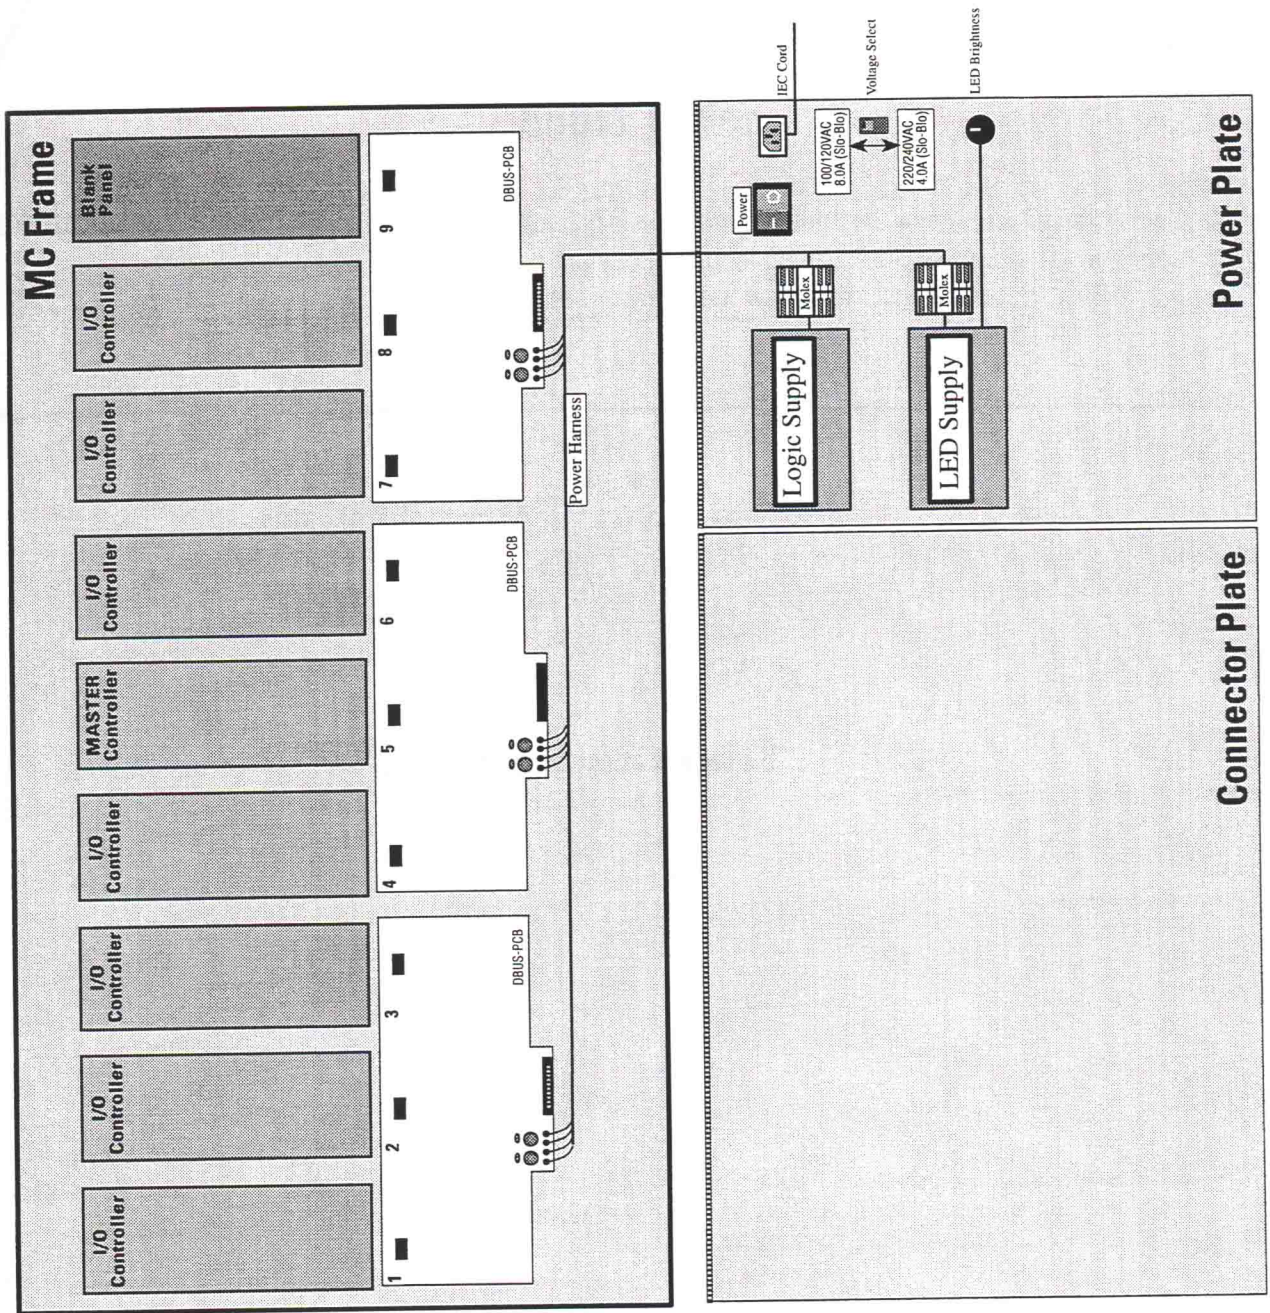 MC Frame
I/O
Controller
I/O
Controller
I/O
Controller
I/O
Controller
MASTER
Controller
I/O
Controller
I/O
Controller
I/O
Controller
Blank
Panel
1
2
3
4
5
6
7
8
9
DBUS-PCB
DBUS-PCB
DBUS-PCB
Power Harness
Connector Plate
Power Plate
Logic Supply
LED Supply
Molex
Molex
Power
100/120VAC
8.0A (Slo-Blo)
220/240VAC
4.0A (Slo-Blo)
IEC Cord
Voltage Select
LED Brightness